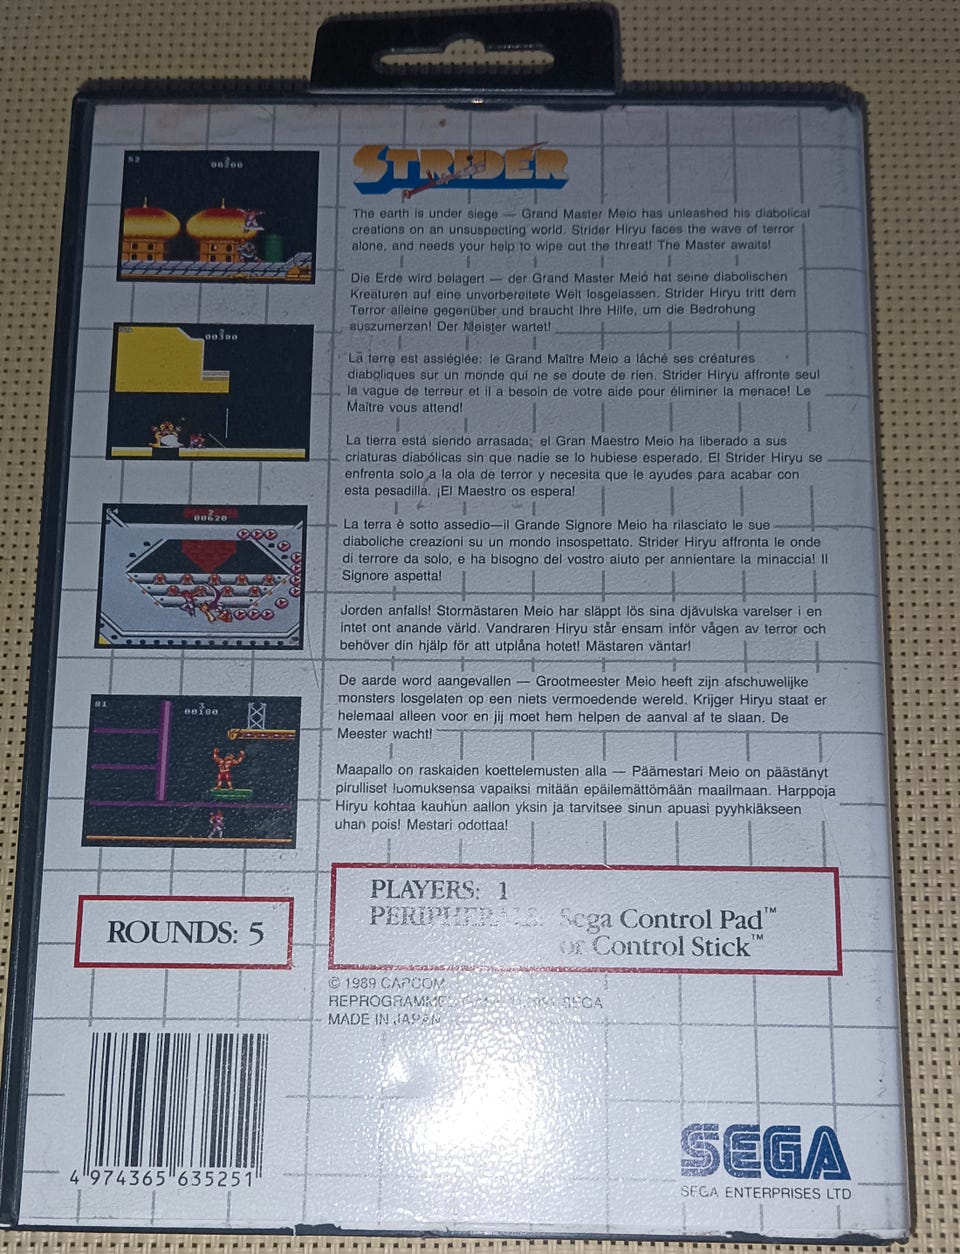 STRIDER
The earth is under siege — Grand Master Meio has unleashed his diabolical
creations on an unsuspecting world. Strider Hiryu faces the wave of terror
alone, and needs your help to wipe out the threat! The Master awaits!
Die Erde wird belagert — der Grand Master Meio hat seine diabolischen
Kreaturen auf eine unvorbereitete Welt losgelassen. Strider Hiryu tritt dem
Terror alleine gegenüber und braucht Ihre Hilfe, um die Bedrohung
auszumerzen! Der Meister wartet!
La terre est assiégiée: le Grand Maître Meio a lâché ses créatures
diaboliques sur un monde qui ne se doute de rien. Strider Hiryu affronte seul
la vague de terreur et il a besoin de votre aide pour éliminer la menace! Le
Maître vous attend!
La tierra está siendo arrasada; el Gran Maestro Meio ha liberado a sus
criaturas diabólicas sin que nadie se lo hubiese esperado. El Strider Hiryu se
enfrenta solo a la ola de terror y necesita que le ayudes para acabar con
esta pesadilla. ¡El Maestro os espera!
La terra è sotto assedio—il Grande Signore Meio ha rilasciato le sue
diaboliche creazioni su un mondo insospettato. Strider Hiryu affronta le onde
di terrore da solo, e ha bisogno del vostro aiuto per annientare la minaccia! Il
Signore aspetta!
Jorden anfalls! Stormästaren Meio har släppt lös sina djävulska varelser i en
intet ont anande värld. Vandraren Hiryu står ensam inför vågen av terror och
behöver din hjälp för att utplåna hotet! Mästaren väntar!
De aarde word aangevallen — Grootmeester Meio heeft zijn afschuwelijke
monsters losgelaten op een niets vermoedende wereld. Krijger Hiryu staat er
helemaal alleen voor en jij moet hem helpen de aanval af te slaan. De
Meester wacht!
Maapallo on raskaiden koettelemusten alla — Päämestari Meio on päästänyt
pirulliset luomuksensa vapaiksi mitään epäilemättömään maailmaan. Harppoja
Hiryu kohtaa kauhun aallon yksin ja tarvitsee sinun apuasi pyyhkiäkseen
uhan pois! Mestari odottaa!
52
2
00200
3
00300
64
2
00620
81
3
00100
ROUNDS: 5
PLAYERS: 1
PERIPHERALS: Sega Control Pad™
or Control Stick™
© 1989 CAPCOM
SEGA
MADE IN JAPAN
4 974365 635251
SEGA
SEGA ENTERPRISES LTD